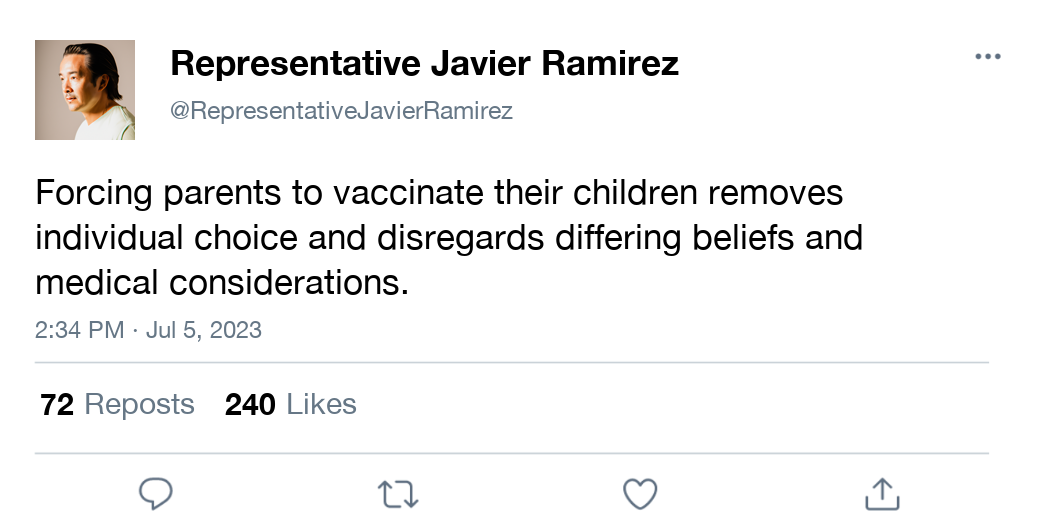 Representative Javier Ramirez
@RepresentativeJavierRamirez
Forcing parents to vaccinate their children removes
individual choice and disregards differing beliefs and
medical considerations.
2:34 PM · Jul 5, 2023
72 Reposts 240 Likes